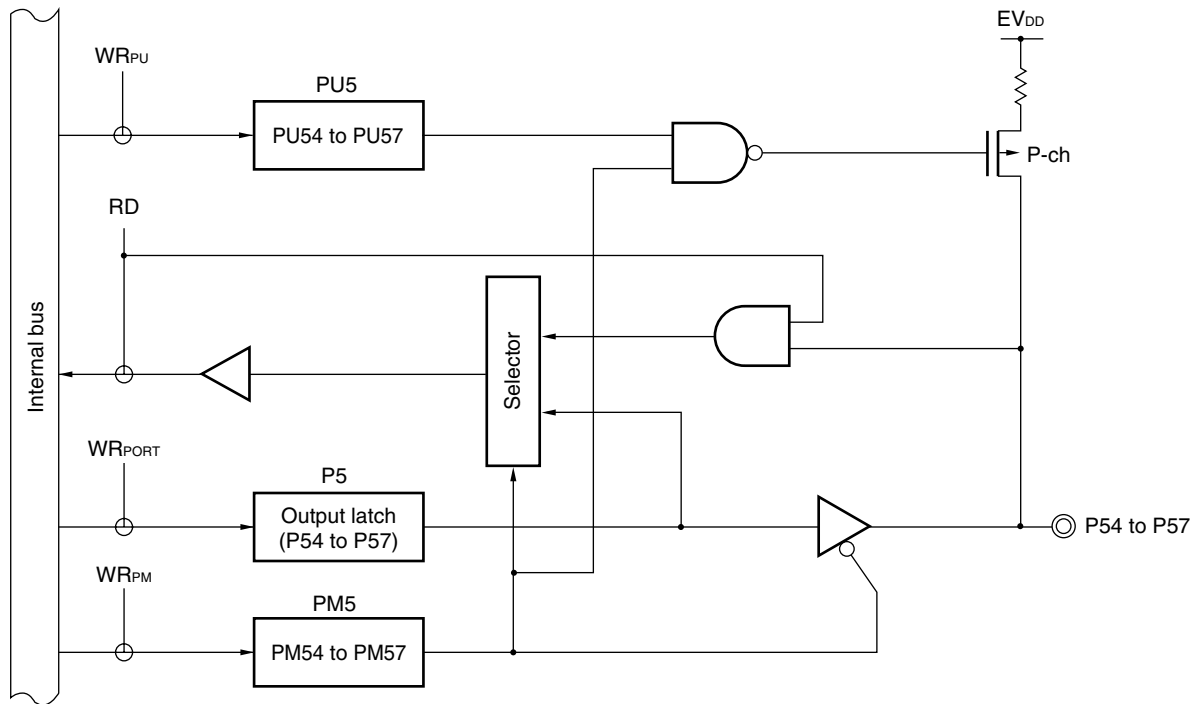 EVDD
WRPU
PU5
PU54 to PU57
P-ch
RD
Internal bus
Selector
WRPORT
P5
Output latch
(P54 to P57)
P54 to P57
WRPM
PM5
PM54 to PM57